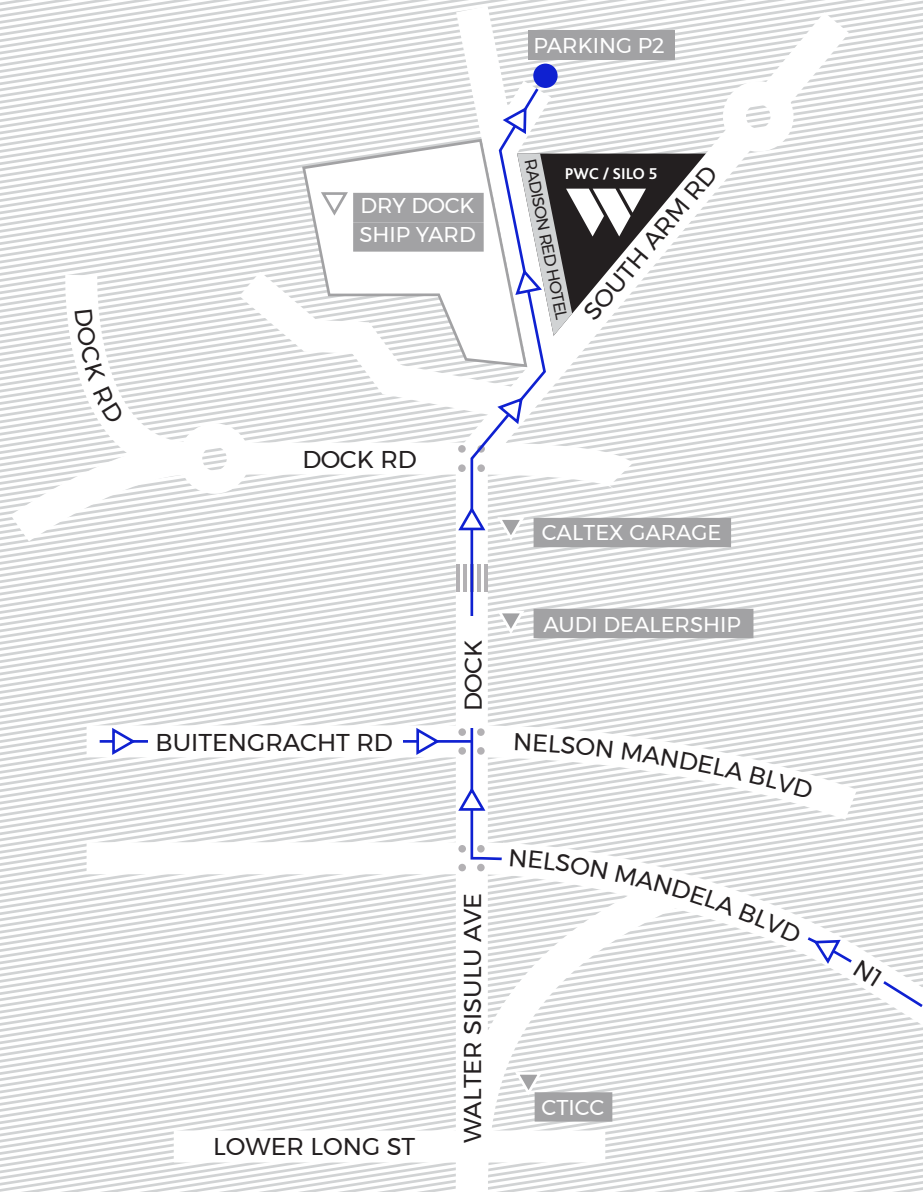 PARKING P2
PWC / SILO 5
RADISON RED HOTEL
SOUTH ARM RD
DRY DOCK
SHIP YARD
DOCK RD
DOCK RD
CALTEX GARAGE
AUDI DEALERSHIP
DOCK
BUITENGRACHT RD
NELSON MANDELA BLVD
NELSON MANDELA BLVD
N1
WALTER SISULU AVE
CTICC
LOWER LONG ST